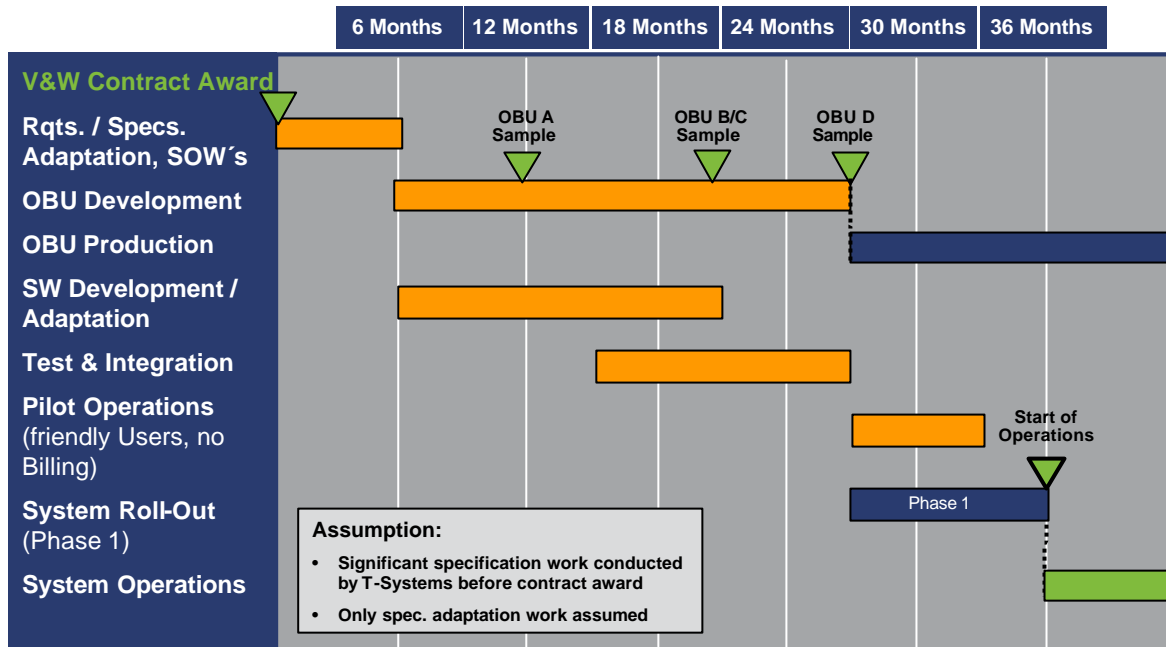 6 Months
12 Months
18 Months
24 Months
30 Months
36 Months
V&W Contract Award
Rqts. / Specs.
Adaptation, SOW´s
OBU Development
OBU Production
SW Development /
Adaptation
Test & Integration
Pilot Operations
(friendly Users, no
Billing)
System Roll-Out
(Phase 1)
System Operations
OBU A
Sample
OBU B/C
Sample
OBU D
Sample
Start of
Operations
Phase 1
Assumption:
• Significant specification work conducted
by T-Systems before contract award
• Only spec. adaptation work assumed